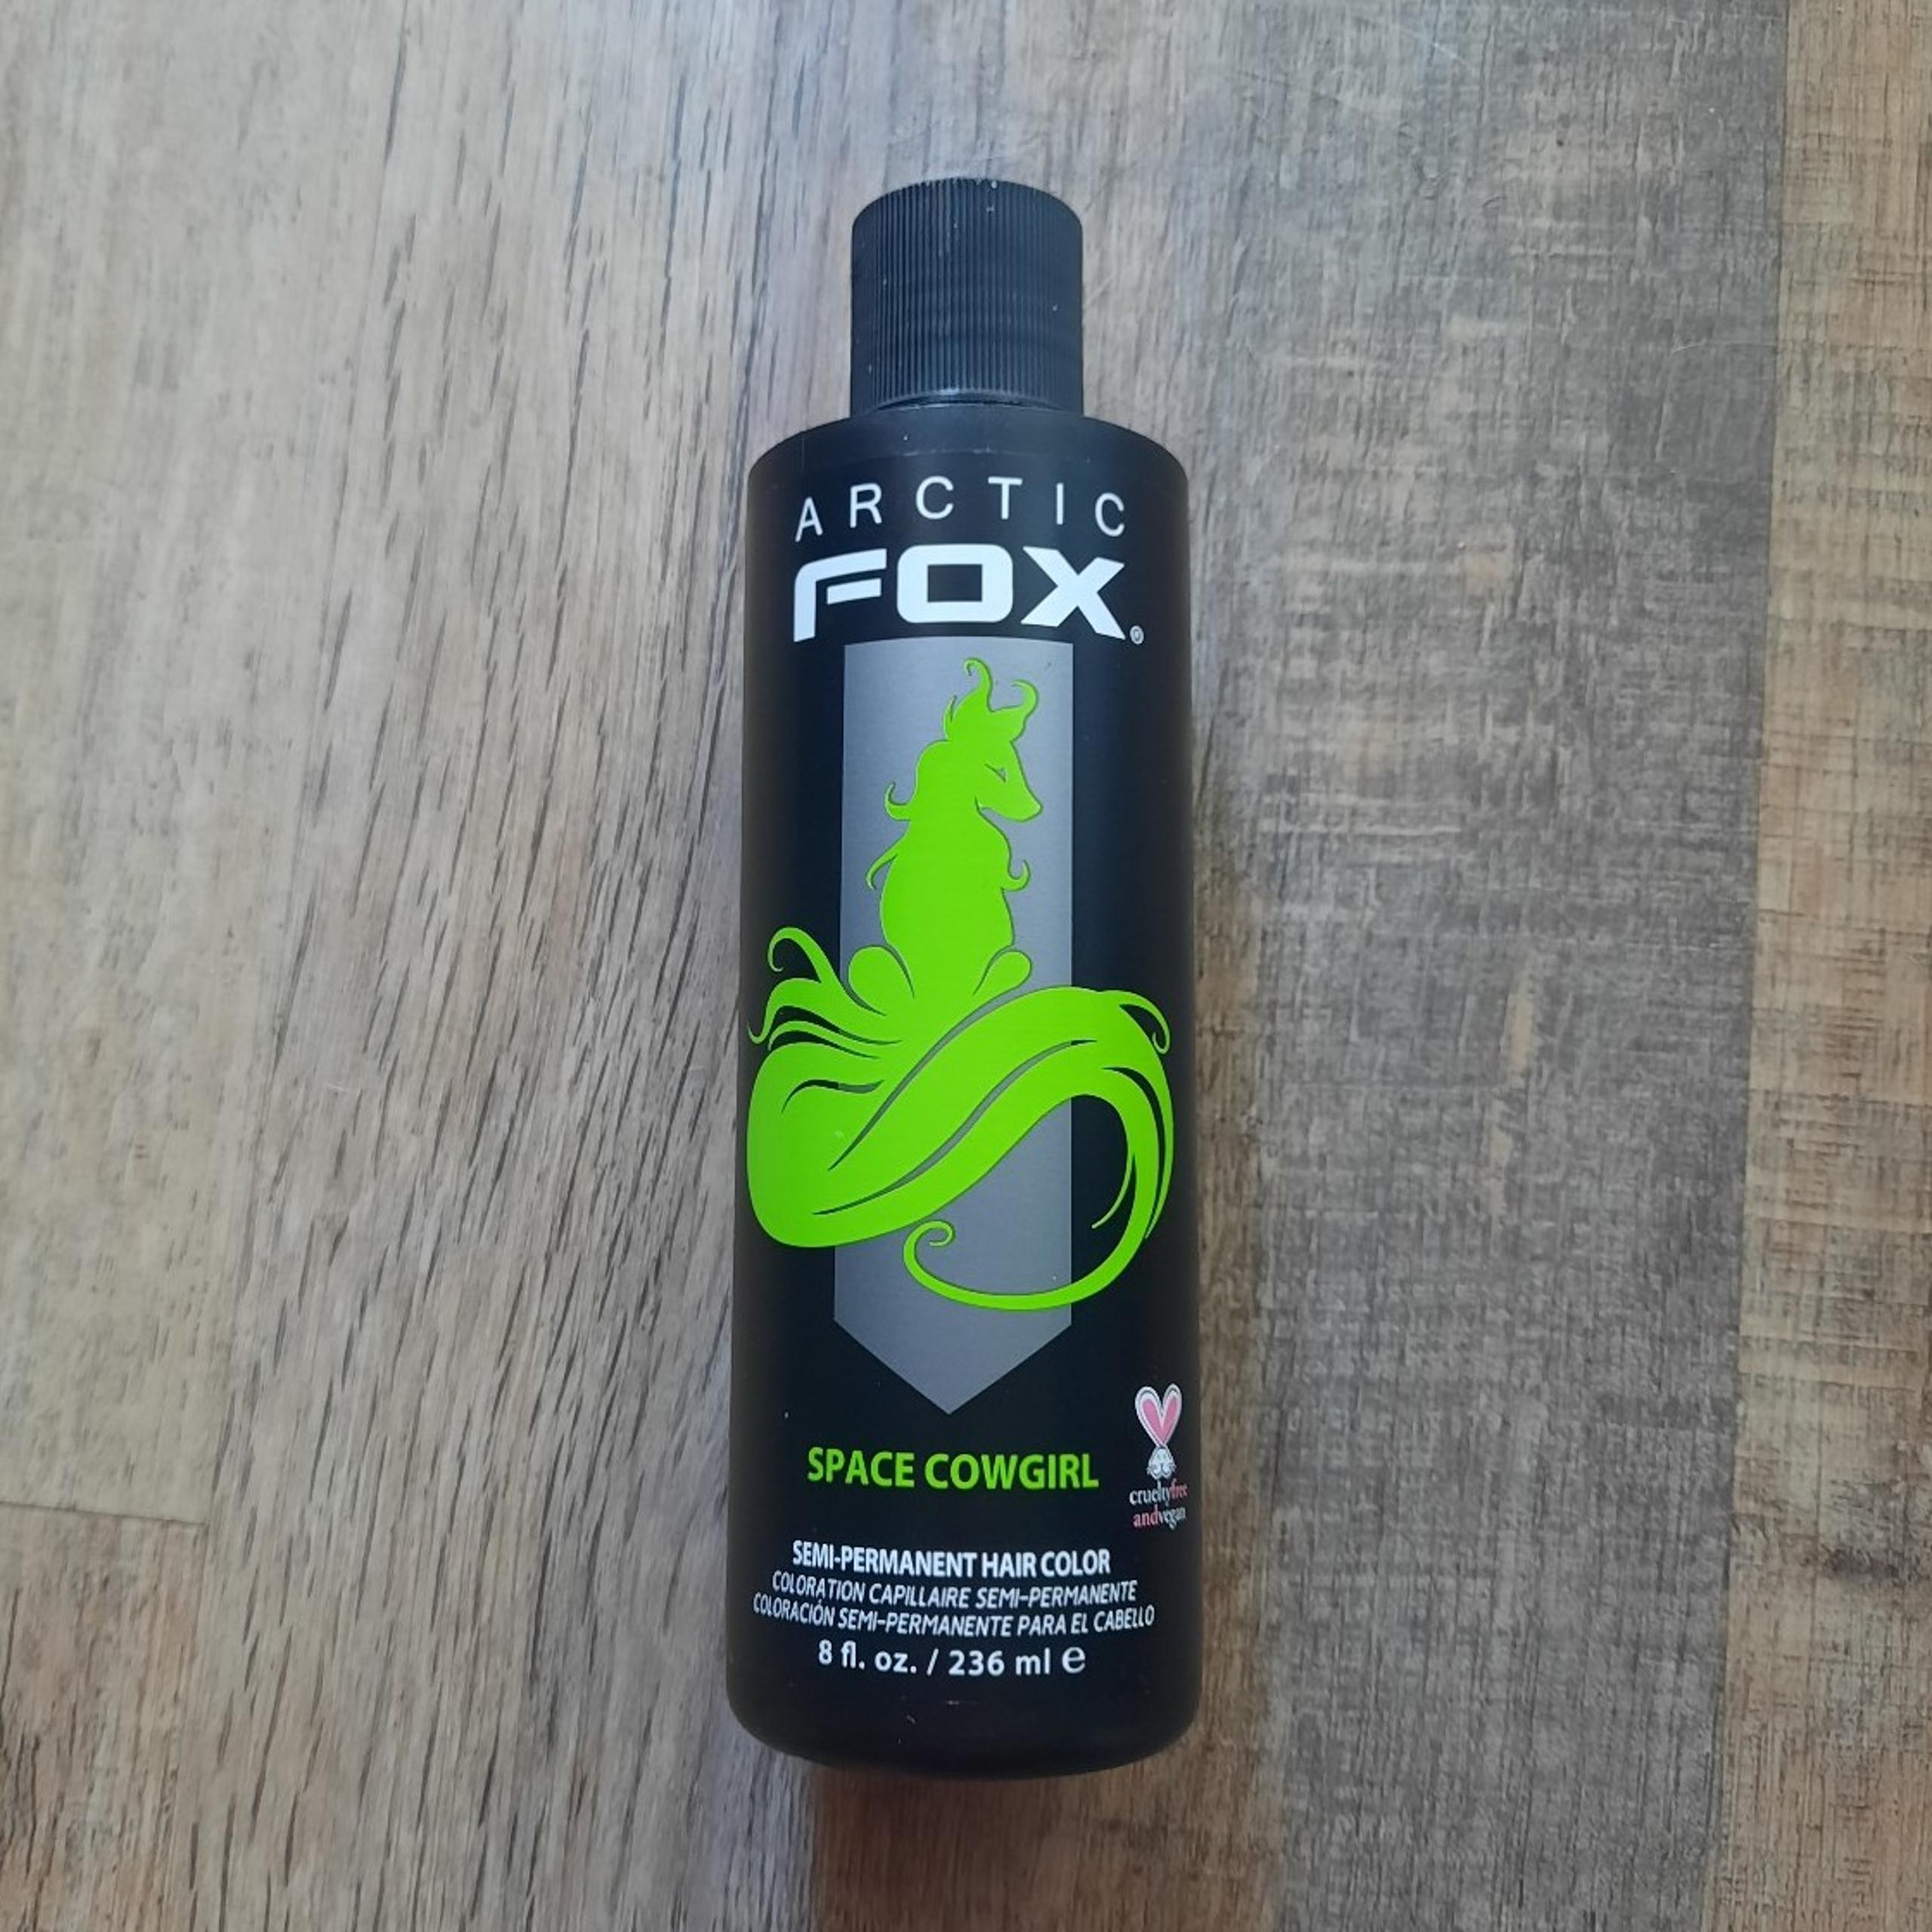 ARCTIC
FOX®
SPACE COWGIRL
crueltyfree
andvegan
SEMI-PERMANENT HAIR COLOR
COLORATION CAPILLAIRE SEMI-PERMANENTE
COLORACIÓN SEMI-PERMANENTE PARA EL CABELLO
8 fl. oz. / 236 ml ℮